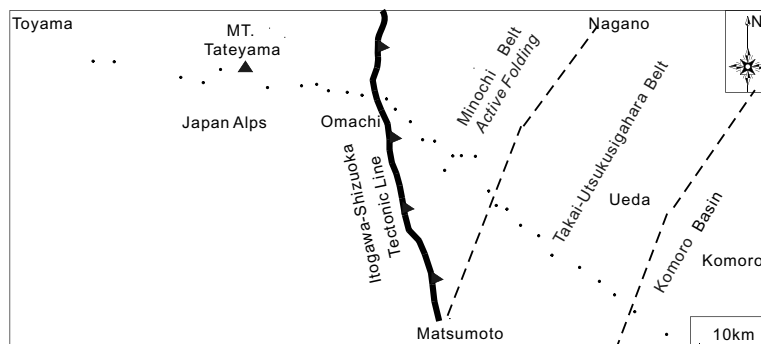 Toyama
MT.
Tateyama
Nagano
N
Minochi Belt
Active Folding
Japan Alps
Omachi
Takai-Utsukusigahara Belt
Itogawa-Shizuoka
Tectonic Line
Ueda
Komoro Basin
Komoro
Matsumoto
10km